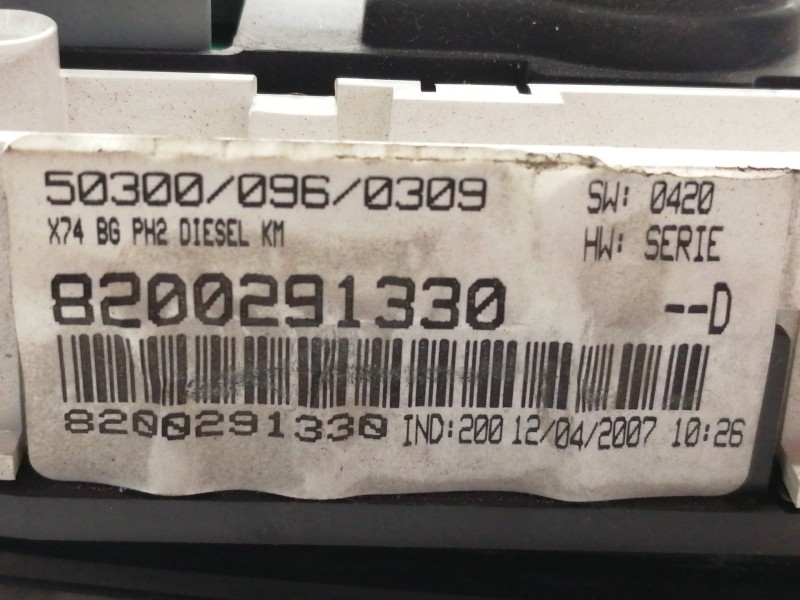 50300/096/0309 SW: 0420
X74 BG PH2 DIESEL KM HW: SERIE
8200291330 --D
8200291330 IND:200 12/04/2007 10:26